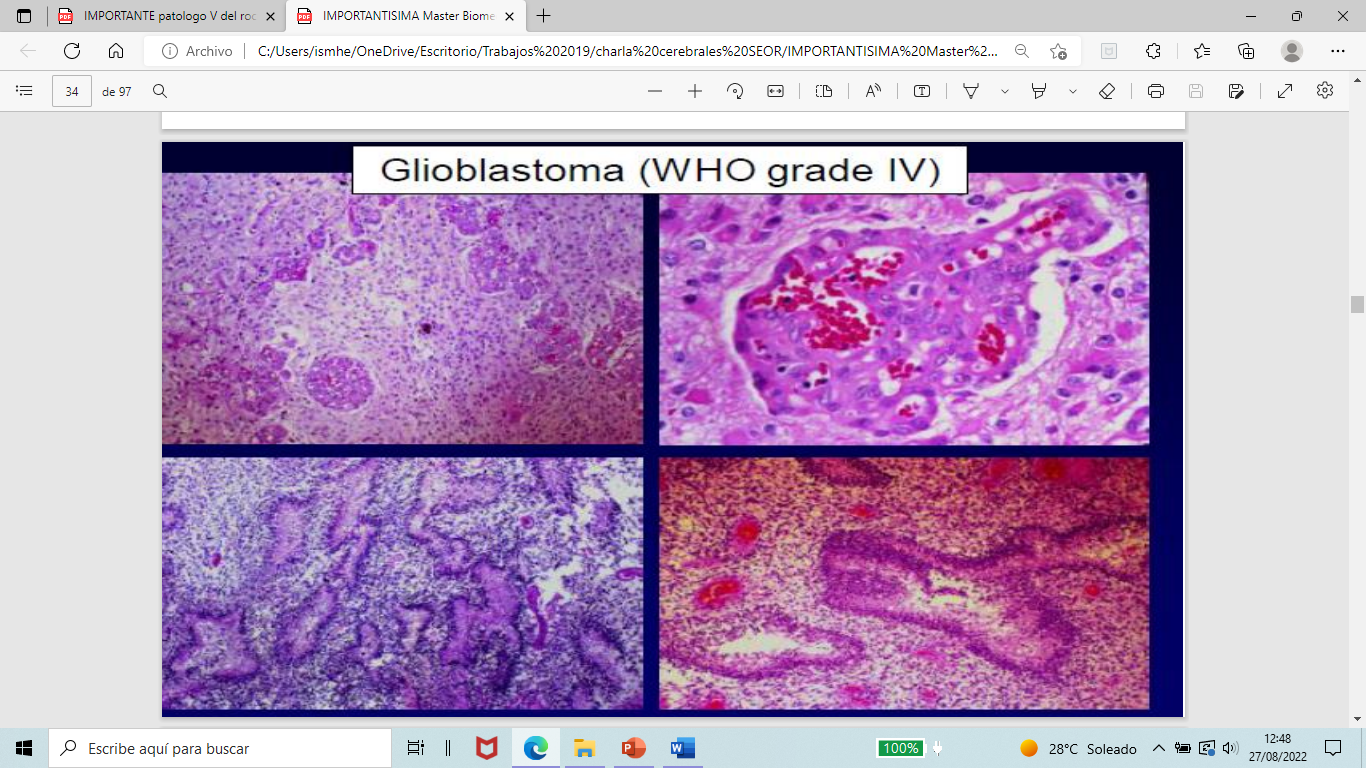 IMPORTANTE patologo V del roc
IMPORTANTISIMA Master Biome
Archivo
C:/Users/ismhe/OneDrive/Escritorio/Trabajos%202019/charla%20cerebrales%20SEOR/IMPORTANTISIMA%20Master%2...
34 de 97
Glioblastoma (WHO grade IV)
Escribe aquí para buscar
100%
28°C Soleado
12:48
27/08/2022